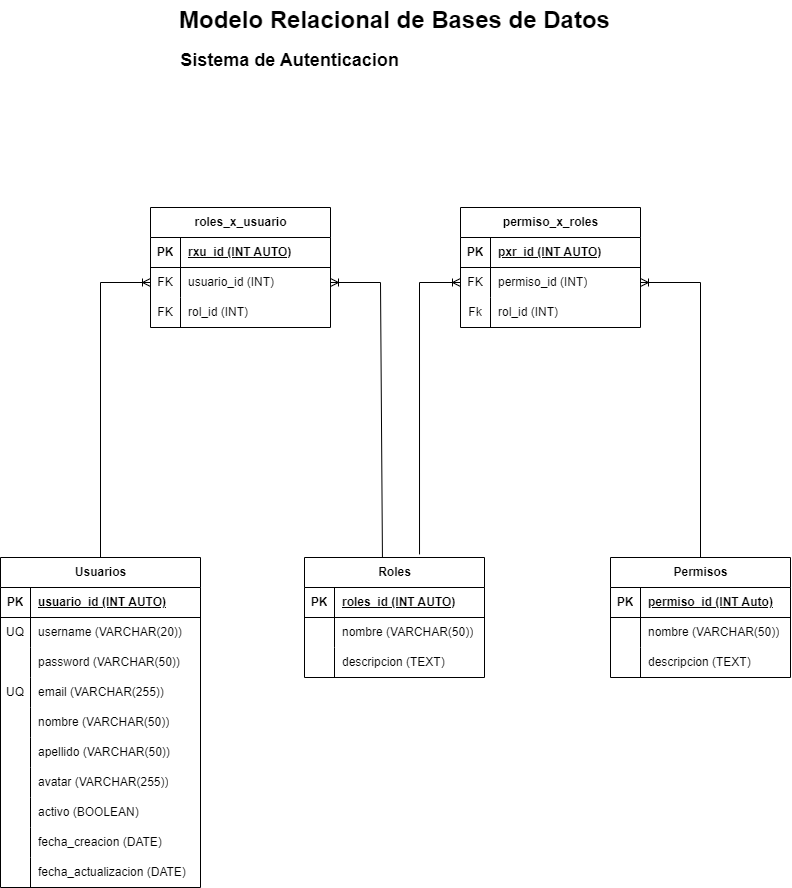 Modelo Relacional de Bases de Datos
Sistema de Autenticacion
roles_x_usuario
PK rxu_id (INT AUTO)
FK usuario_id (INT)
FK rol_id (INT)
permiso_x_roles
PK pxr_id (INT AUTO)
FK permiso_id (INT)
Fk rol_id (INT)
Usuarios
PK usuario_id (INT AUTO)
UQ username (VARCHAR(20))
password (VARCHAR(50))
UQ email (VARCHAR(255))
nombre (VARCHAR(50))
apellido (VARCHAR(50))
avatar (VARCHAR(255))
activo (BOOLEAN)
fecha_creacion (DATE)
fecha_actualizacion (DATE)
Roles
PK roles_id (INT AUTO)
nombre (VARCHAR(50))
descripcion (TEXT)
Permisos
PK permiso_id (INT Auto)
nombre (VARCHAR(50))
descripcion (TEXT)